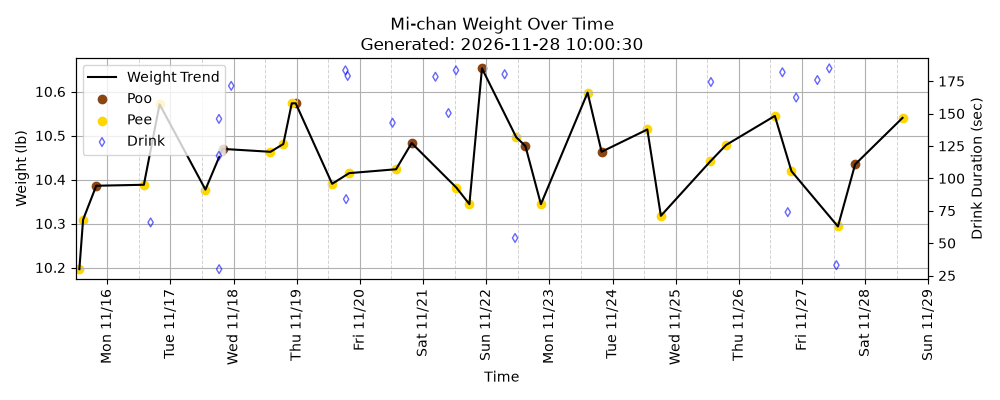 Mi-chan Weight Over Time
Generated: 2026-11-28 10:00:30
Weight Trend
Poo
Pee
Drink
Weight (lb)
10.6
10.5
10.4
10.3
10.2
Drink Duration (sec)
175
150
125
100
75
50
25
Mon 11/16
Tue 11/17
Wed 11/18
Thu 11/19
Fri 11/20
Sat 11/21
Sun 11/22
Mon 11/23
Tue 11/24
Wed 11/25
Thu 11/26
Fri 11/27
Sat 11/28
Sun 11/29
Time